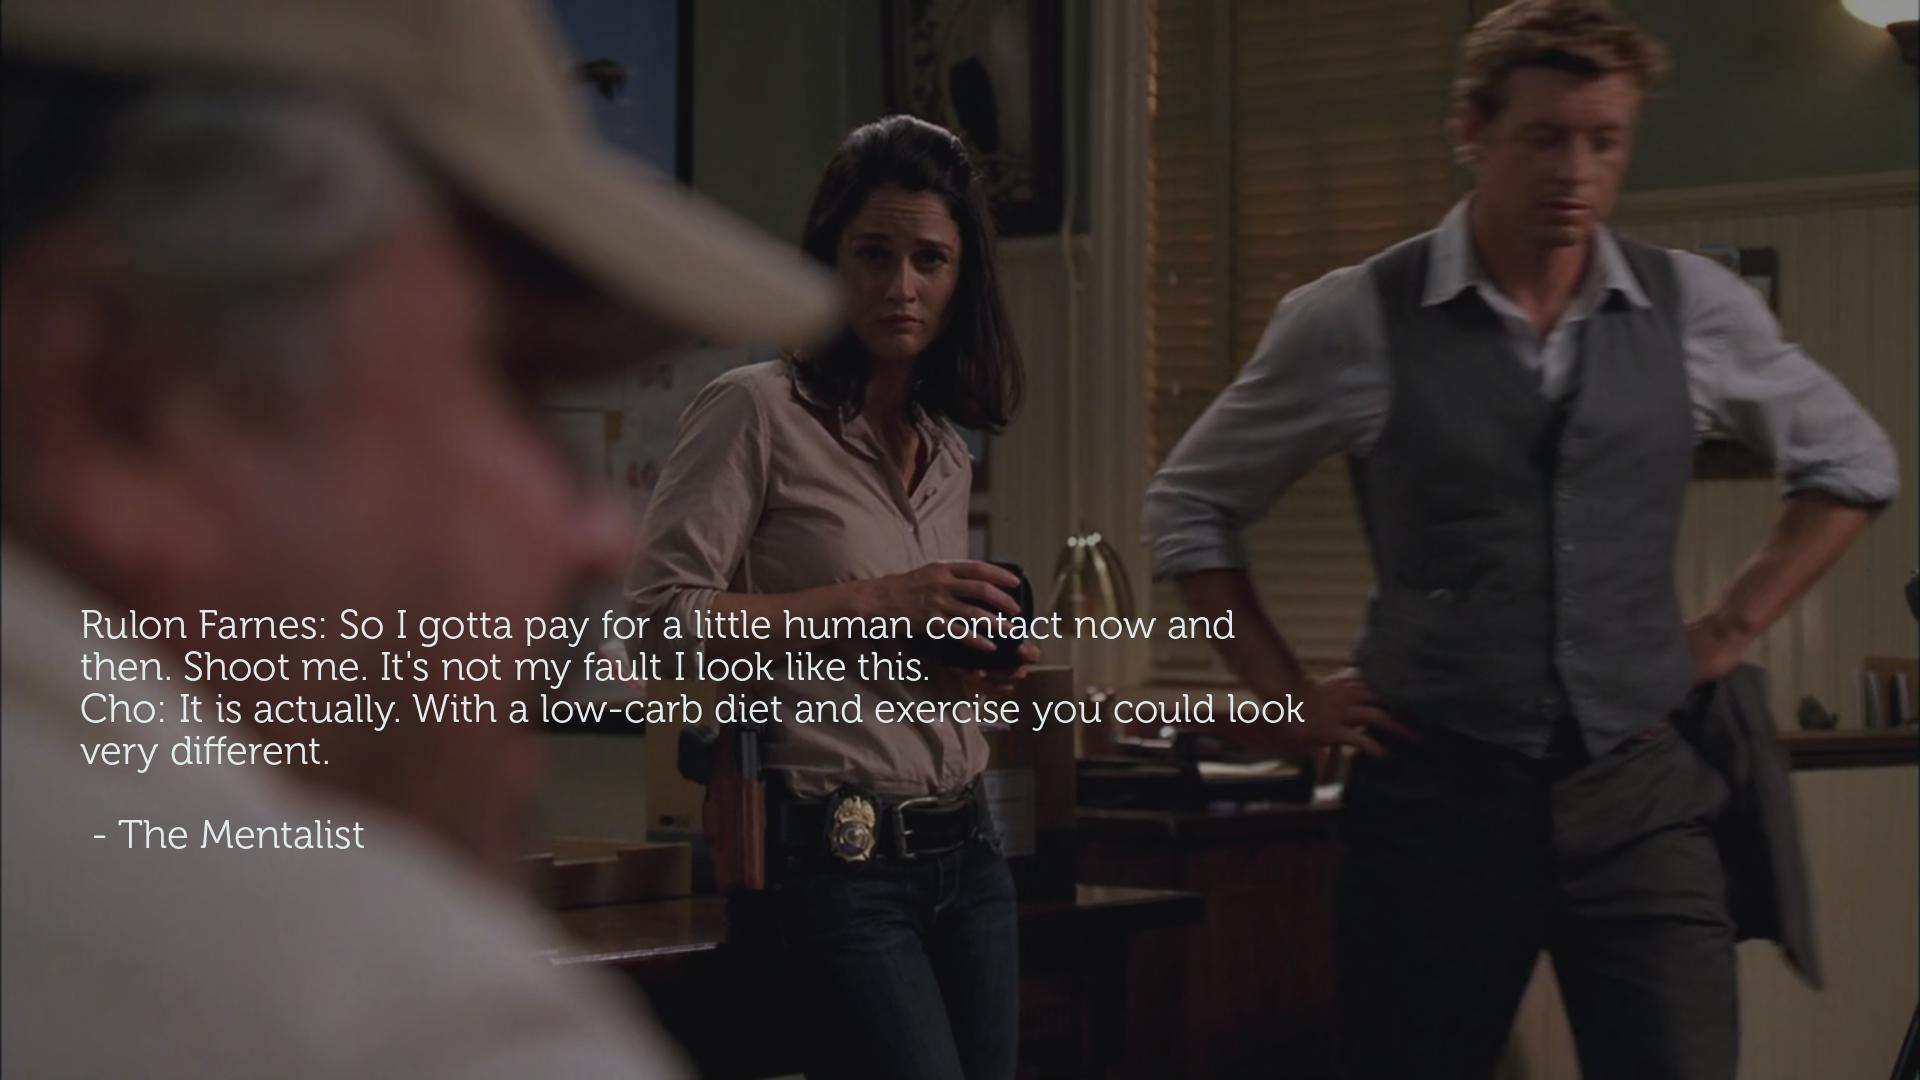 Rulon Farnes: So I gotta pay for a little human contact now and
then. Shoot me. It's not my fault I look like this.
Cho: It is actually. With a low-carb diet and exercise you could look
very different.
- The Mentalist